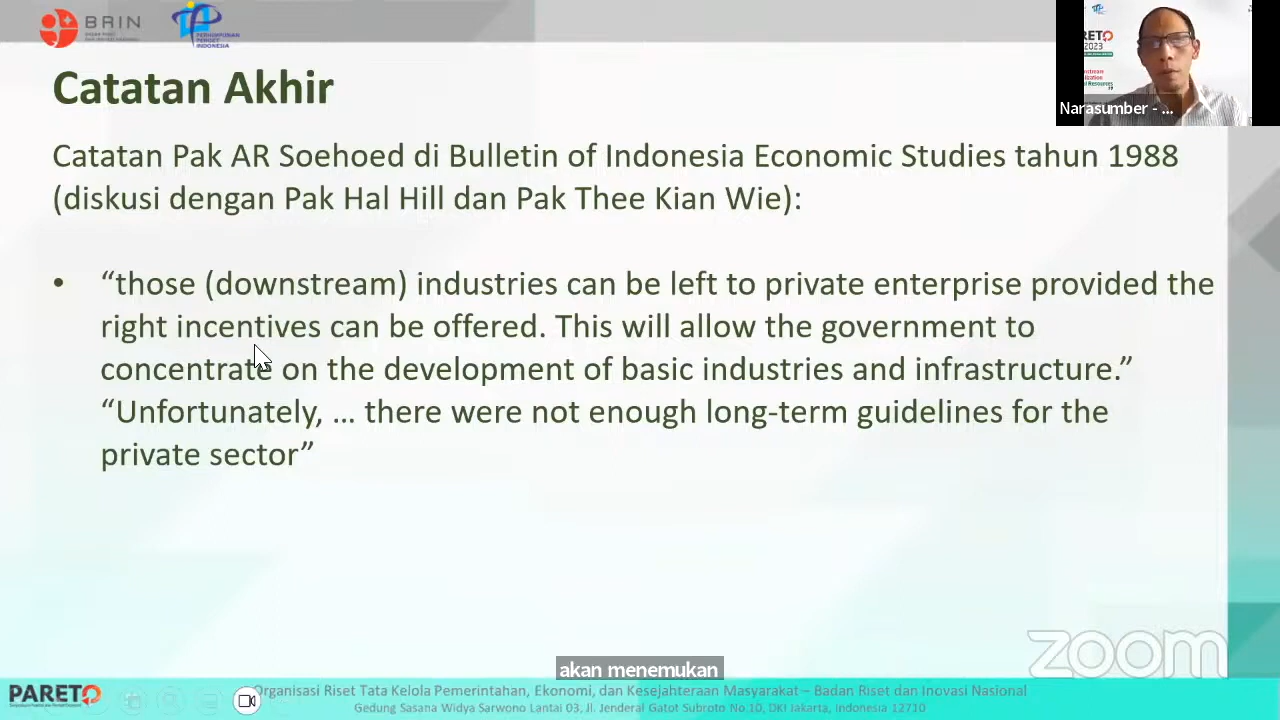 BRIN
PERHIMPUNAN
PERISET
INDONESIA
RETO
2023
Narasumber - ...
Catatan Akhir
Catatan Pak AR Soehoed di Bulletin of Indonesia Economic Studies tahun 1988
(diskusi dengan Pak Hal Hill dan Pak Thee Kian Wie):
• “those (downstream) industries can be left to private enterprise provided the
right incentives can be offered. This will allow the government to
concentrate on the development of basic industries and infrastructure.”
“Unfortunately, … there were not enough long-term guidelines for the
private sector”
zoom
akan menemukan
PARETO
Organisasi Riset Tata Kelola Pemerintahan, Ekonomi, dan Kesejahteraan Masyarakat – Badan Riset dan Inovasi Nasional
Gedung Sasana Widya Sarwono Lantai 03, Jl. Jenderal Gatot Subroto No.10, DKI Jakarta, Indonesia 12710